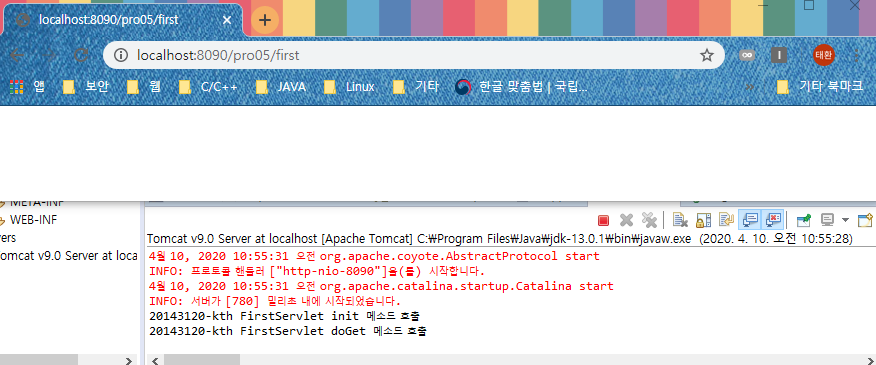 localhost:8090/pro05/first
localhost:8090/pro05/first
태환
앱 보안 웹 C/C++ JAVA Linux 기타 한글 맞춤법 | 국립... 기타 북마크
META-INF
WEB-INF
vers
omcat v9.0 Server at loca
Tomcat v9.0 Server at localhost [Apache Tomcat] C:₩Program Files₩Java₩jdk-13.0.1₩bin₩javaw.exe (2020. 4. 10. 오전 10:55:28)
4월 10, 2020 10:55:31 오전 org.apache.coyote.AbstractProtocol start
INFO: 프로토콜 핸들러 ["http-nio-8090"]을(를) 시작합니다.
4월 10, 2020 10:55:31 오전 org.apache.catalina.startup.Catalina start
INFO: 서버가 [780] 밀리초 내에 시작되었습니다.
20143120-kth FirstServlet init 메소드 호출
20143120-kth FirstServlet doGet 메소드 호출